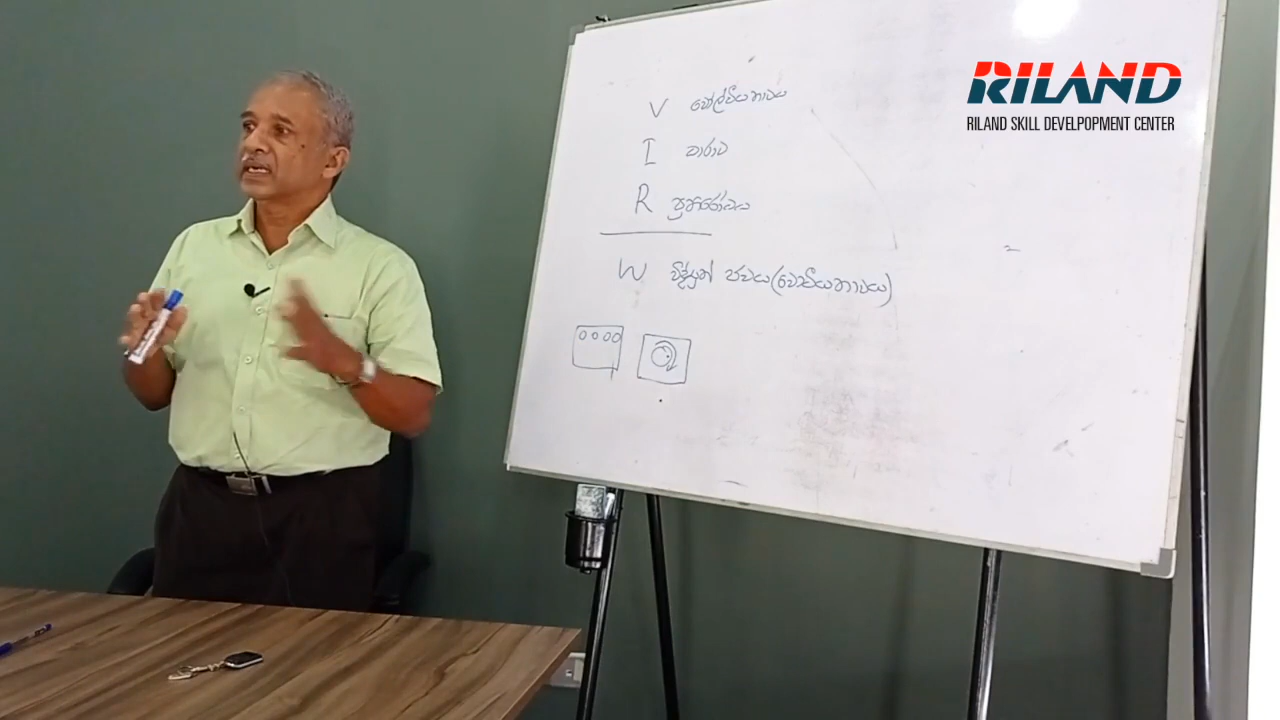 RILAND
RILAND SKILL DEVELPOPMENT CENTER
V වෝල්ටීයතාවය
I ධාරාව
R ප්‍රතිරෝධය
W විද්‍යුත් ජවය(වොටීයතාවය)